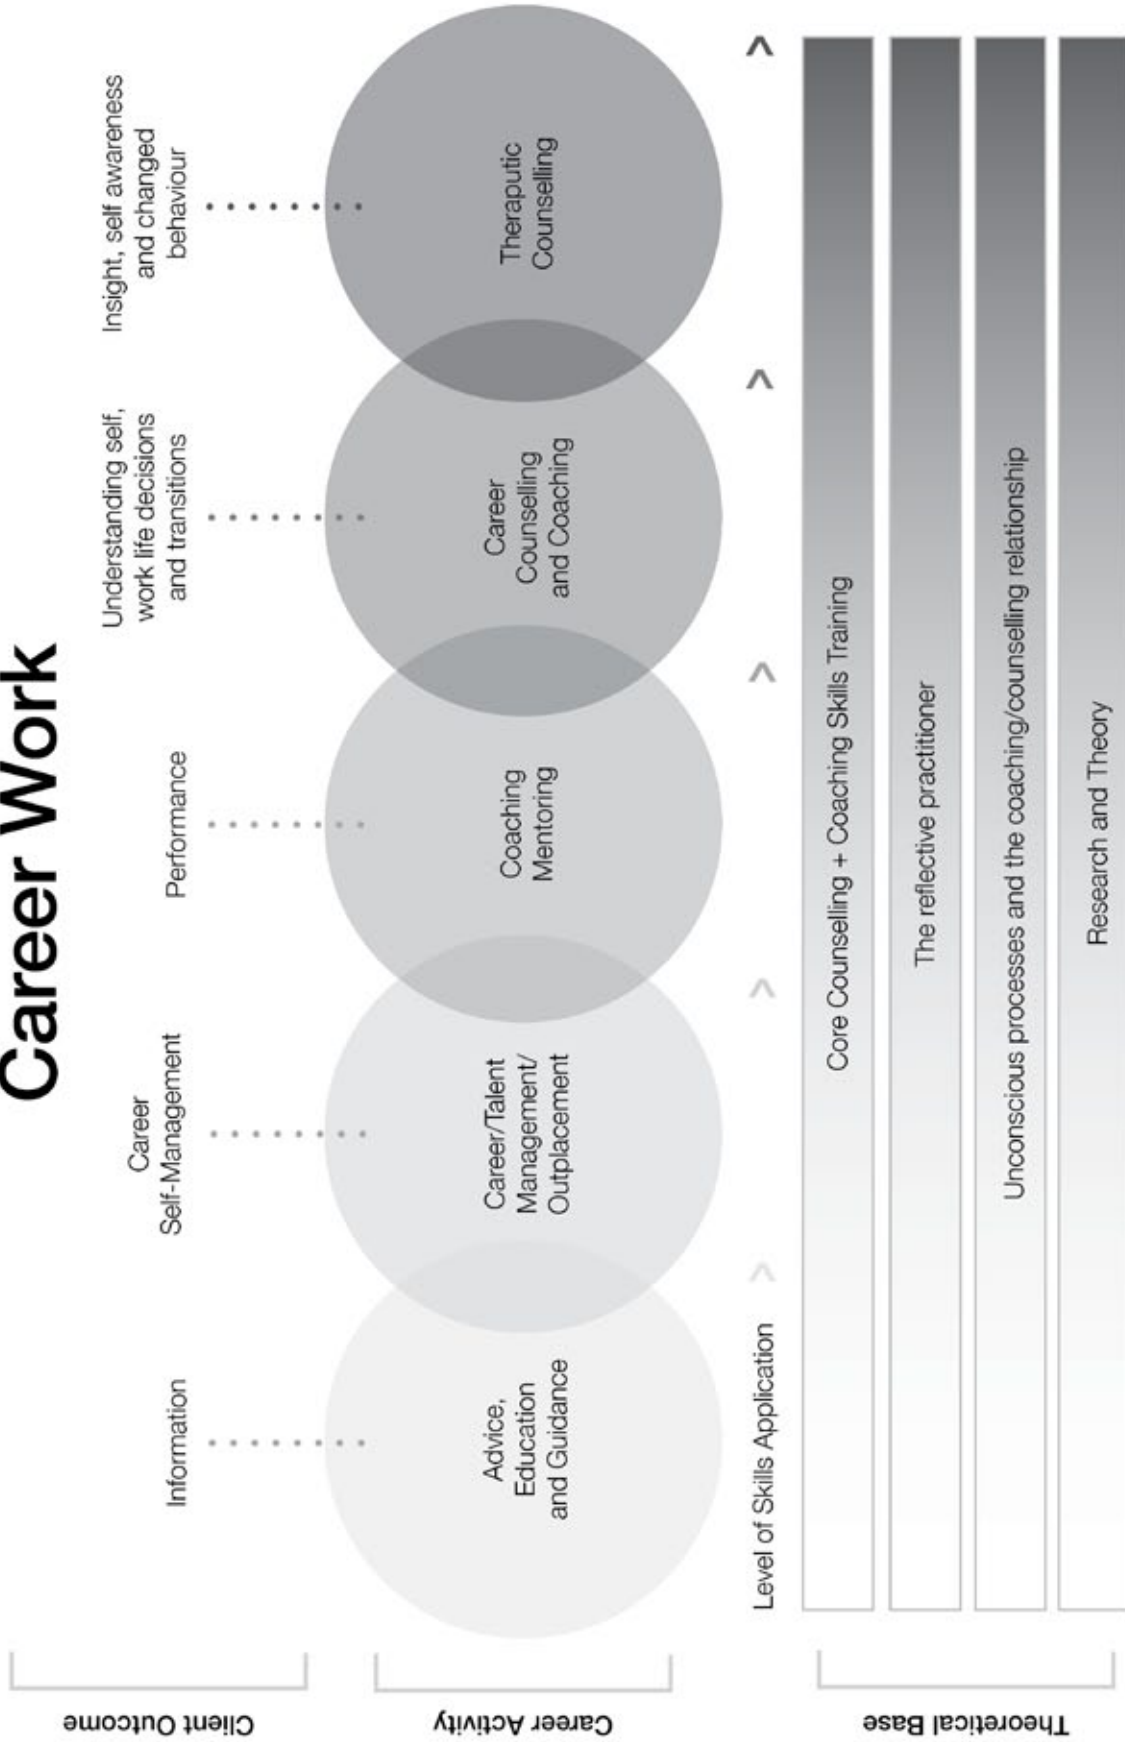 Career Work
Client Outcome
Information
Career
Self-Management
Performance
Understanding self,
work life decisions
and transitions
Insight, self awareness
and changed
behaviour
Career Activity
Advice,
Education
and Guidance
Career/Talent
Management/
Outplacement
Coaching
Mentoring
Career
Counselling
and Coaching
Theraputic
Counselling
Level of Skills Application
>
>
>
>
>
Theoretical Base
Core Counselling + Coaching Skills Training
The reflective practitioner
Unconscious processes and the coaching/counselling relationship
Research and Theory